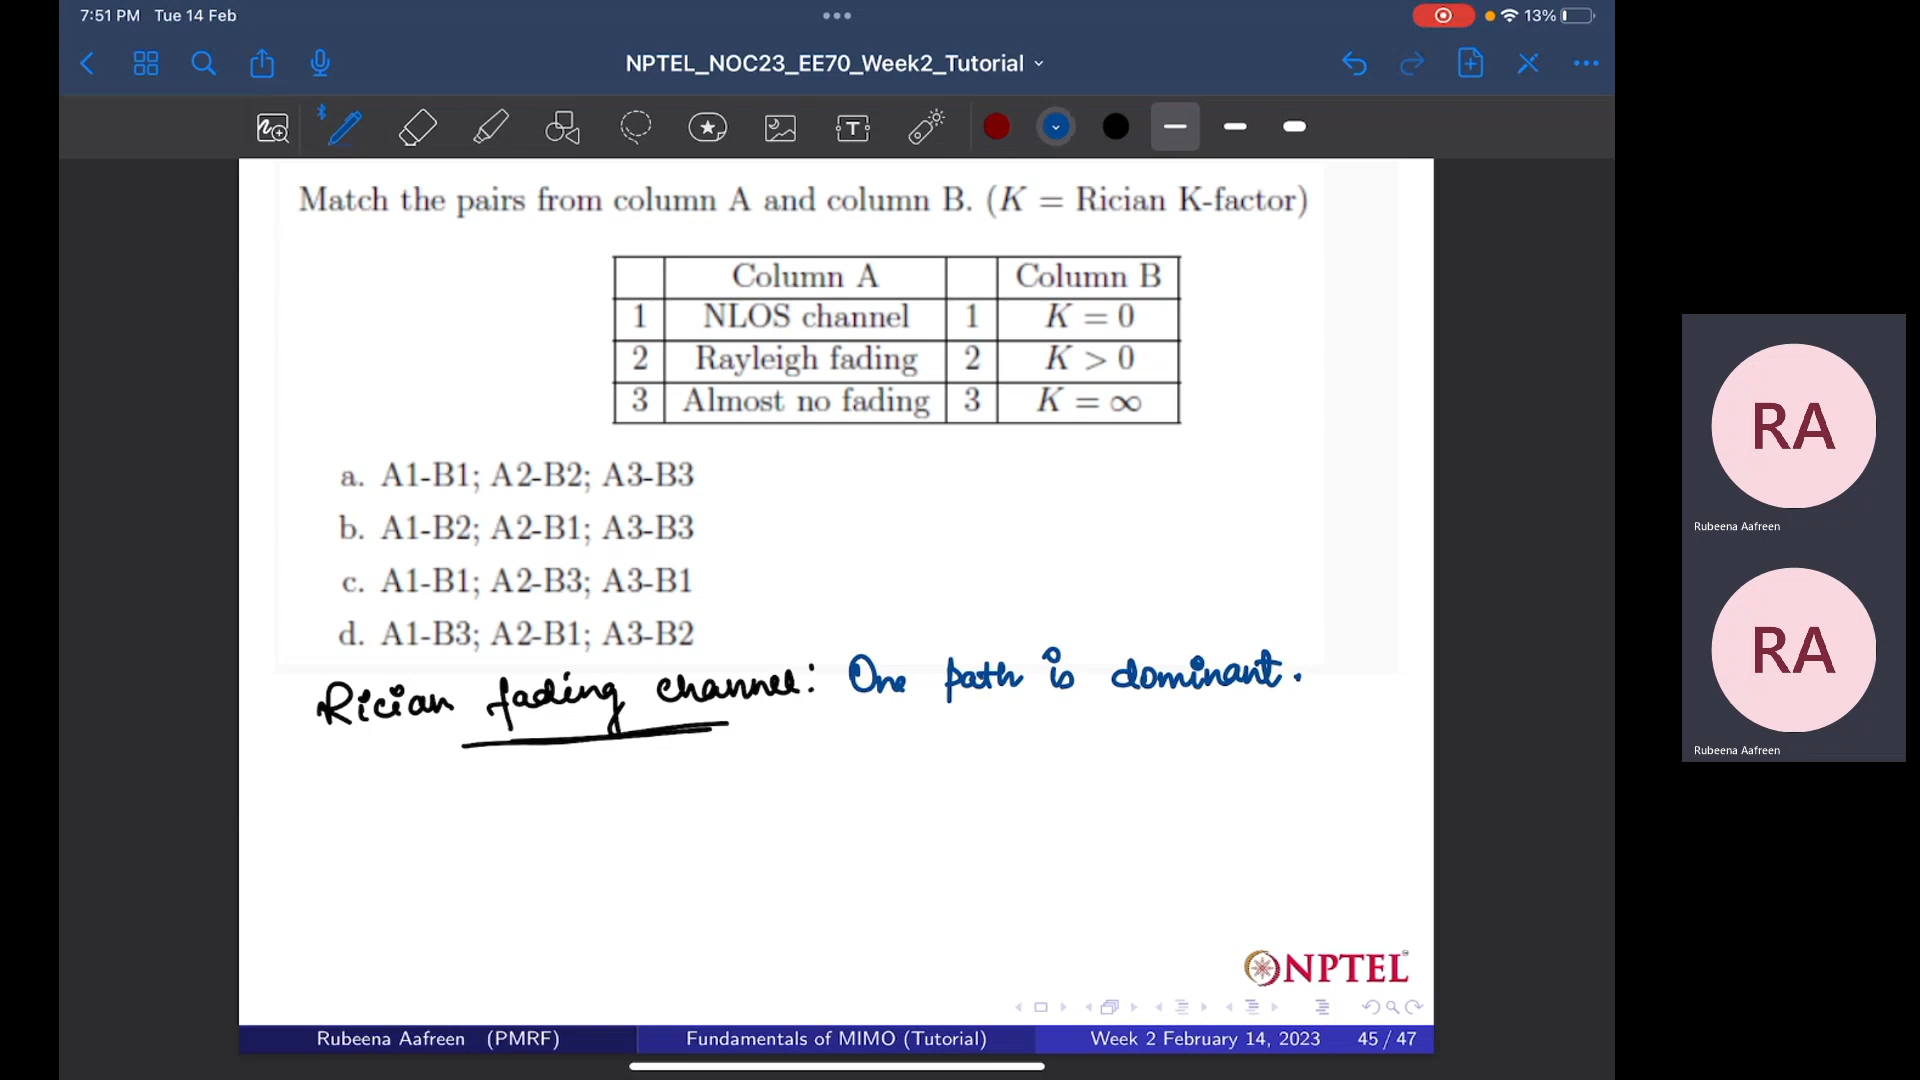 7:51 PM Tue 14 Feb
13%
NPTEL_NOC23_EE70_Week2_Tutorial
Match the pairs from column A and column B. (K = Rician K-factor)
Column A Column B
1 NLOS channel 1 K = 0
2 Rayleigh fading 2 K > 0
3 Almost no fading 3 K = ∞
a. A1-B1; A2-B2; A3-B3
b. A1-B2; A2-B1; A3-B3
c. A1-B1; A2-B3; A3-B1
d. A1-B3; A2-B1; A3-B2
Rician fading channel: One path is dominant.
NPTEL
Rubeena Aafreen (PMRF) Fundamentals of MIMO (Tutorial) Week 2 February 14, 2023 45 / 47
RA
Rubeena Aafreen
RA
Rubeena Aafreen